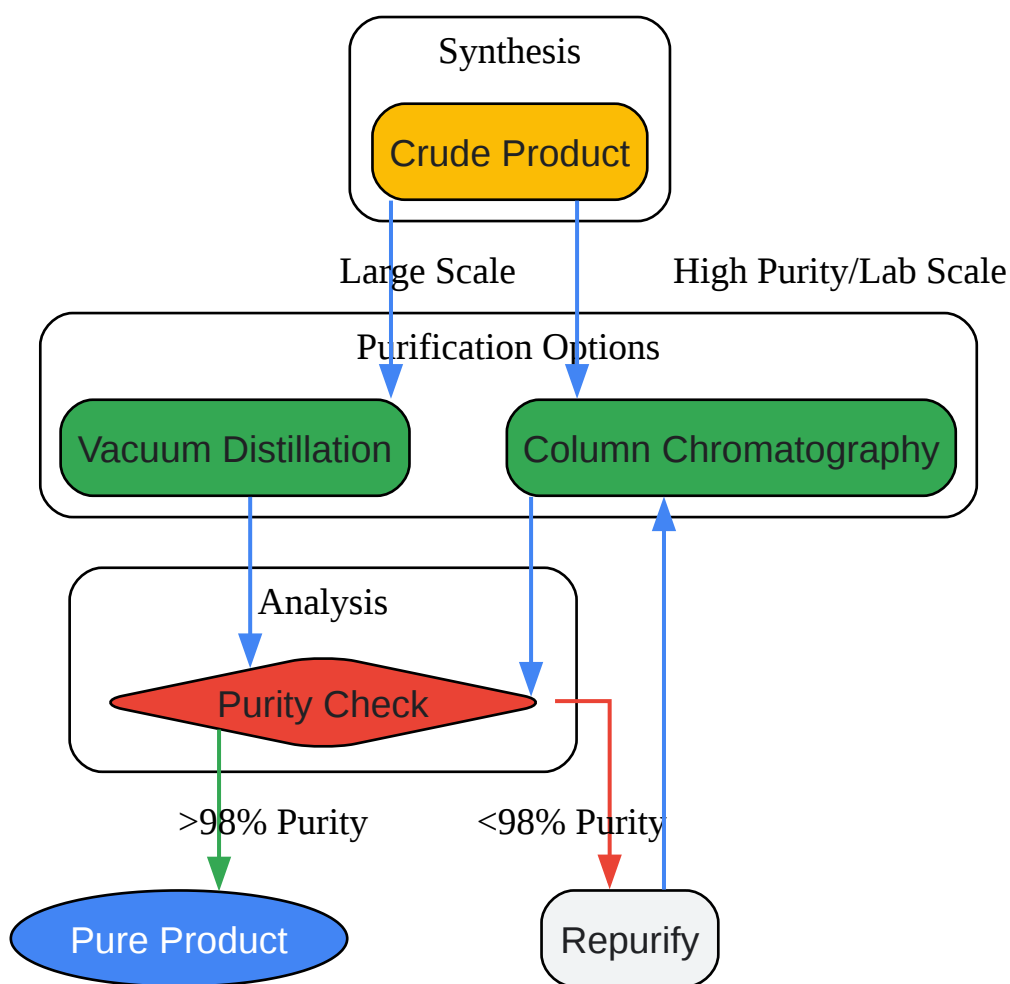 Synthesis
Crude Product
Large Scale
High Purity/Lab Scale
Purification Options
Vacuum Distillation
Column Chromatography
Analysis
Purity Check
>98% Purity
<98% Purity
Pure Product
Repurify